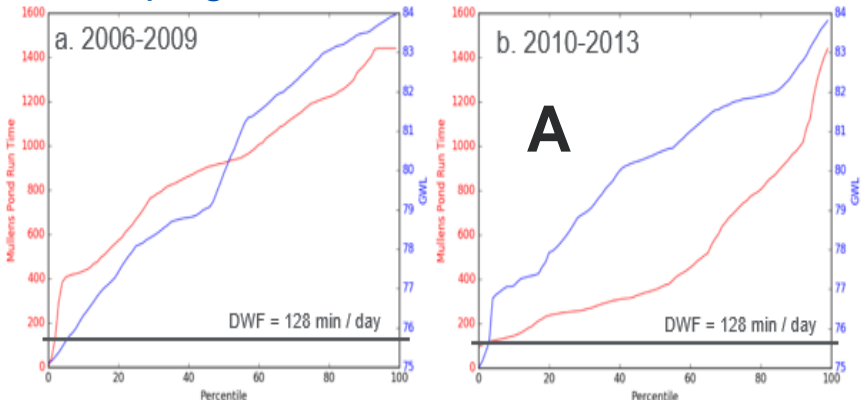 a. 2006-2009
Mullens Pond Run Time
1600
1400
1200
1000
800
600
400
200
0
DWF = 128 min / day
0 20 40 60 80 100
Percentile
84
83
82
81
80
79
78
77
76
75
GWL
b. 2010-2013
A
Mullens Pond Run Time
1600
1400
1200
1000
800
600
400
200
0
DWF = 128 min / day
0 20 40 60 80 100
Percentile
84
83
82
81
80
79
78
77
76
75
GWL